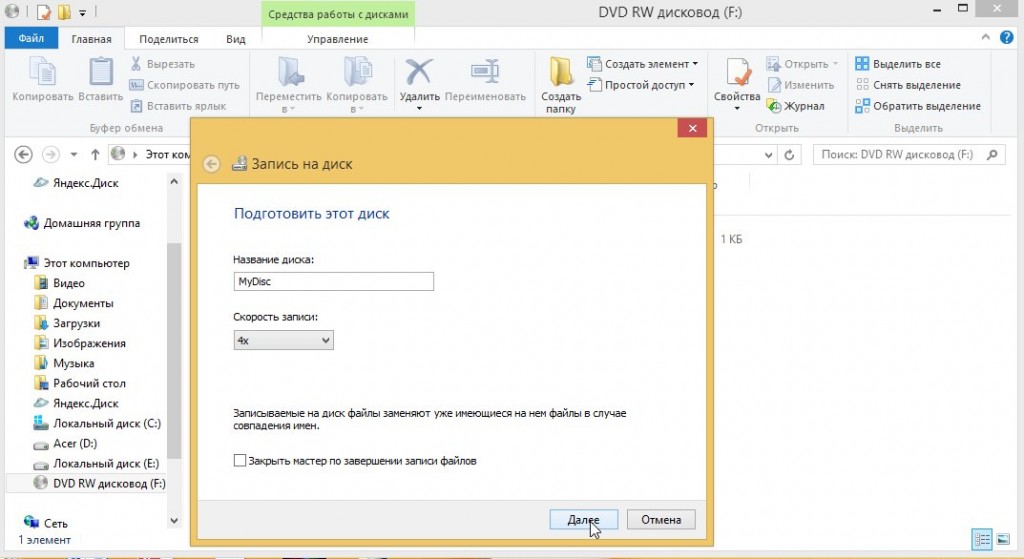 Средства работы с дисками
DVD RW дисковод (F:)
Файл
Главная
Поделиться
Вид
Управление
Копировать
Вставить
Вырезать
Скопировать путь
Вставить ярлык
Переместить в
Копировать в
Удалить
Переименовать
Создать папку
Создать элемент
Простой доступ
Свойства
Открыть
Изменить
Журнал
Выделить все
Снять выделение
Обратить выделение
Буфер обмена
Открыть
Выделить
Этот ком
Поиск: DVD RW дисковод (F:)
Яндекс.Диск
Домашняя группа
Этот компьютер
Видео
Документы
Загрузки
Изображения
Музыка
Рабочий стол
Яндекс.Диск
Локальный диск (C:)
Acer (D:)
Локальный диск (E:)
DVD RW дисковод (F:)
Сеть
1 элемент
1 КБ
Запись на диск
Подготовить этот диск
Название диска:
MyDisc
Скорость записи:
4x
Записываемые на диск файлы заменяют уже имеющиеся на нем файлы в случае
совпадения имен.
Закрыть мастер по завершении записи файлов
Далее
Отмена